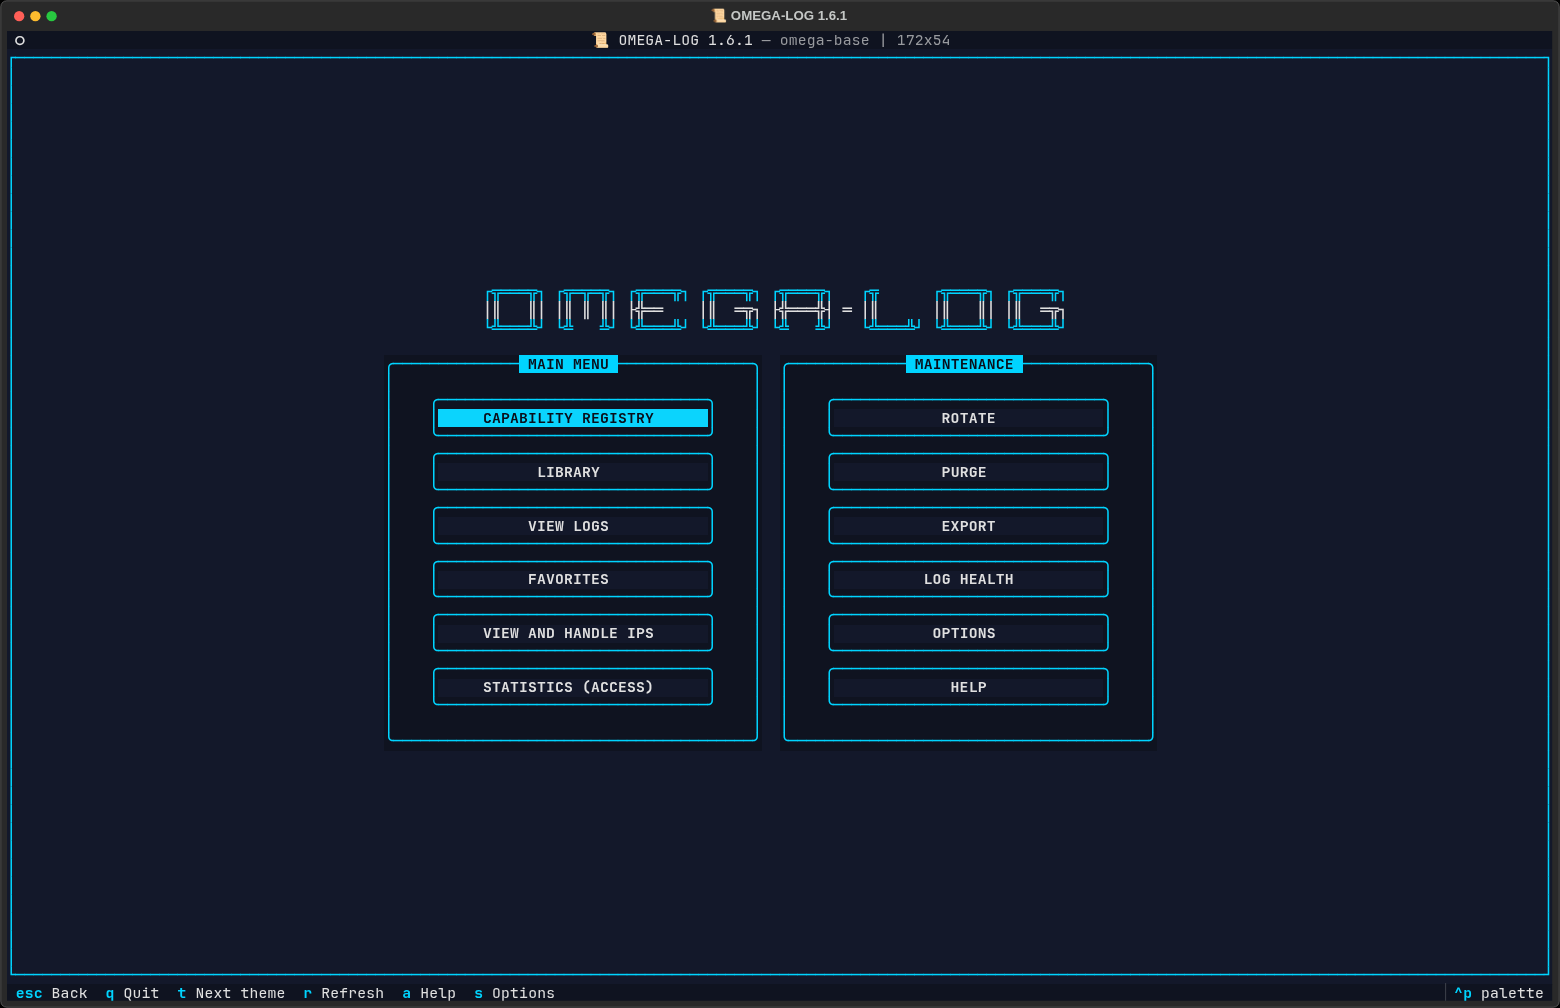 📜 OMEGA-LOG 1.6.1
📜 OMEGA-LOG 1.6.1 — omega-base | 172x54
OMEGA-LOG
MAIN MENU
CAPABILITY REGISTRY
LIBRARY
VIEW LOGS
FAVORITES
VIEW AND HANDLE IPS
STATISTICS (ACCESS)
MAINTENANCE
ROTATE
PURGE
EXPORT
LOG HEALTH
OPTIONS
HELP
esc Back q Quit t Next theme r Refresh a Help s Options ^p palette